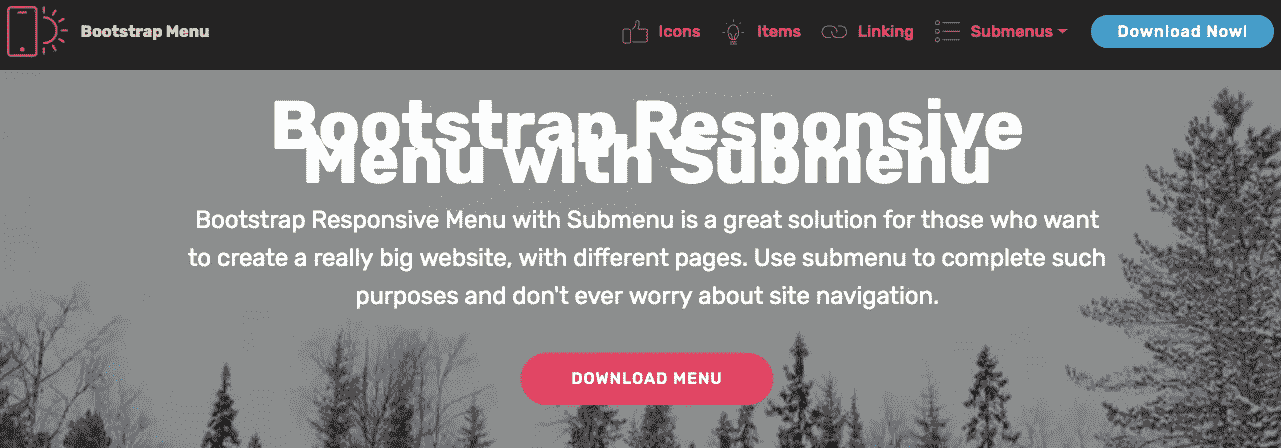 Bootstrap Menu
Icons
Items
Linking
Submenus
Download Now!
Bootstrap Responsive
Menu with Submenu
Bootstrap Responsive Menu with Submenu is a great solution for those who want
to create a really big website, with different pages. Use submenu to complete such
purposes and don't ever worry about site navigation.
DOWNLOAD MENU